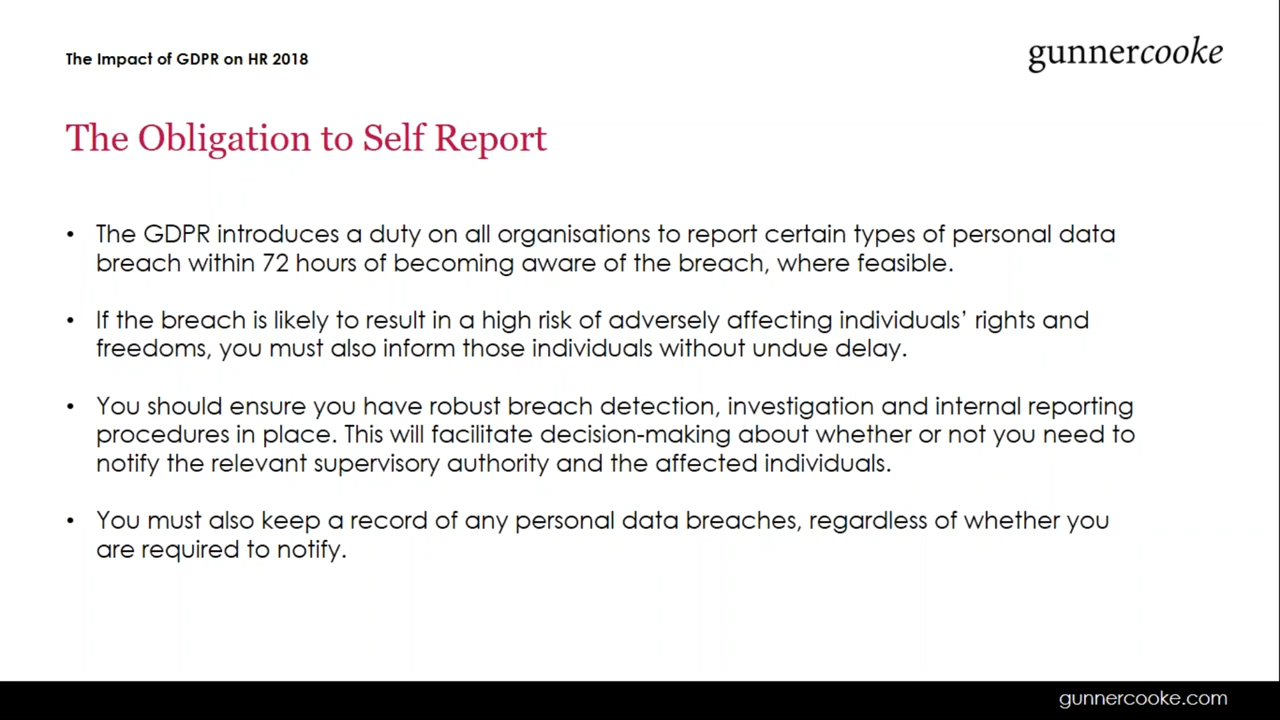 The Impact of GDPR on HR 2018
gunnercooke
The Obligation to Self Report
• The GDPR introduces a duty on all organisations to report certain types of personal data
breach within 72 hours of becoming aware of the breach, where feasible.
• If the breach is likely to result in a high risk of adversely affecting individuals’ rights and
freedoms, you must also inform those individuals without undue delay.
• You should ensure you have robust breach detection, investigation and internal reporting
procedures in place. This will facilitate decision-making about whether or not you need to
notify the relevant supervisory authority and the affected individuals.
• You must also keep a record of any personal data breaches, regardless of whether you
are required to notify.
gunnercooke.com